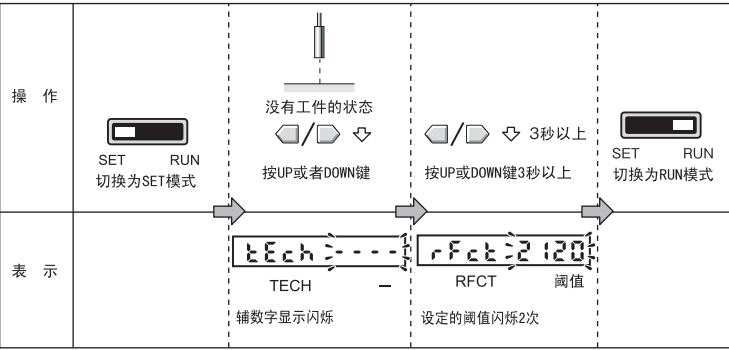 操 作
没有工件的状态
3秒以上
SET RUN
SET RUN
切换为SET模式
按UP或者DOWN键
按UP或DOWN键3秒以上
切换为RUN模式
表 示
tEch ----
rFct 2120
TECH
—
RFCT
阈值
辅数字显示闪烁
设定的阈值闪烁2次